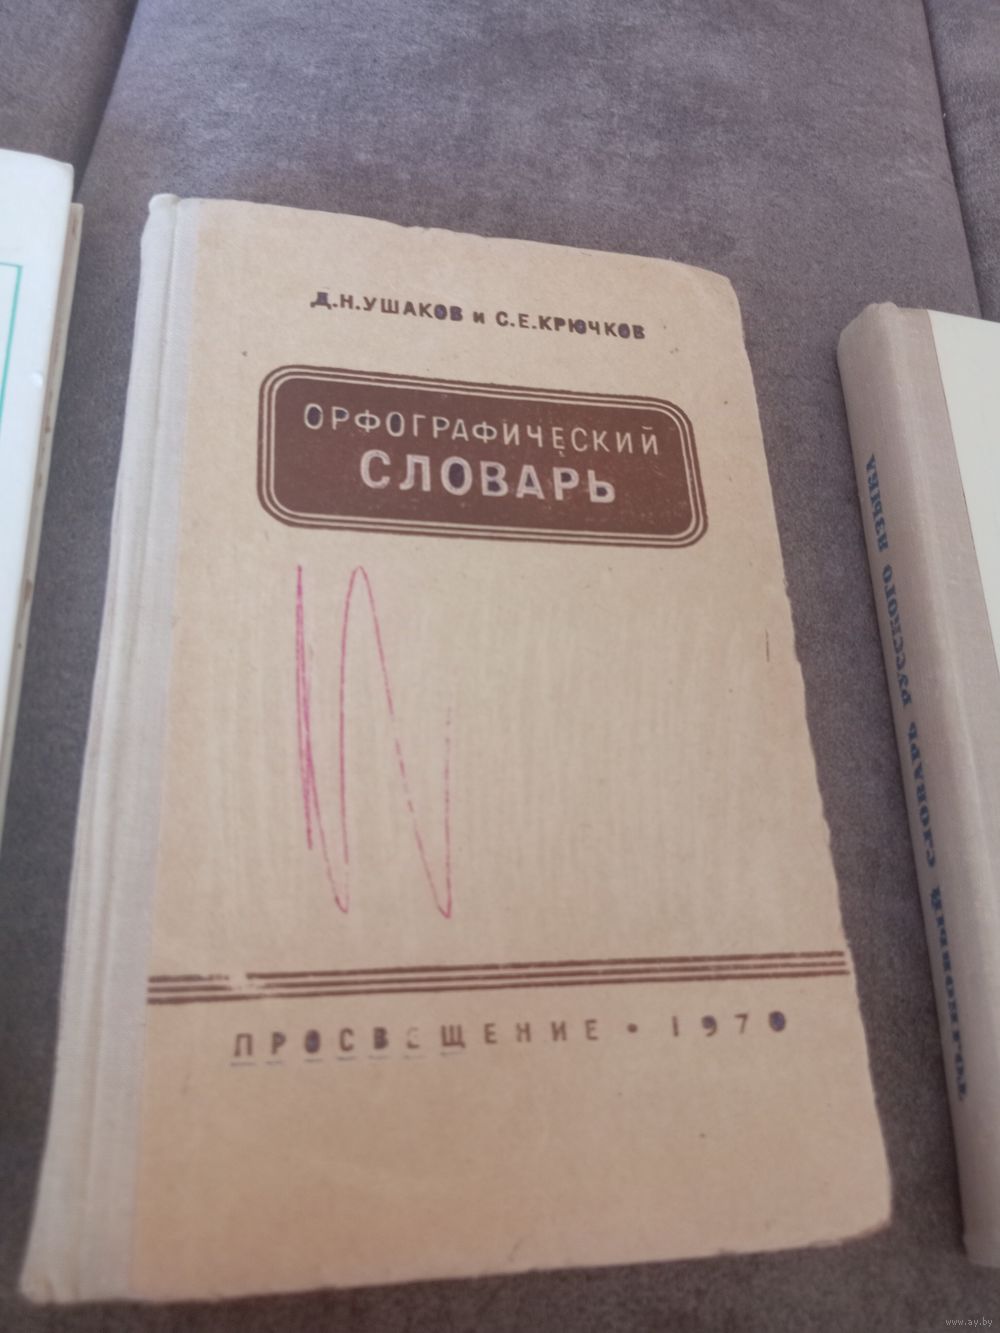 Д.Н.УШАКОВ и С.Е.КРЮЧКОВ
ОРФОГРАФИЧЕСКИЙ
СЛОВАРЬ
ПРОСВЕЩЕНИЕ • 1970
СЛОВАРЬ РУССКОГО ЯЗЫКА
www.ay.by